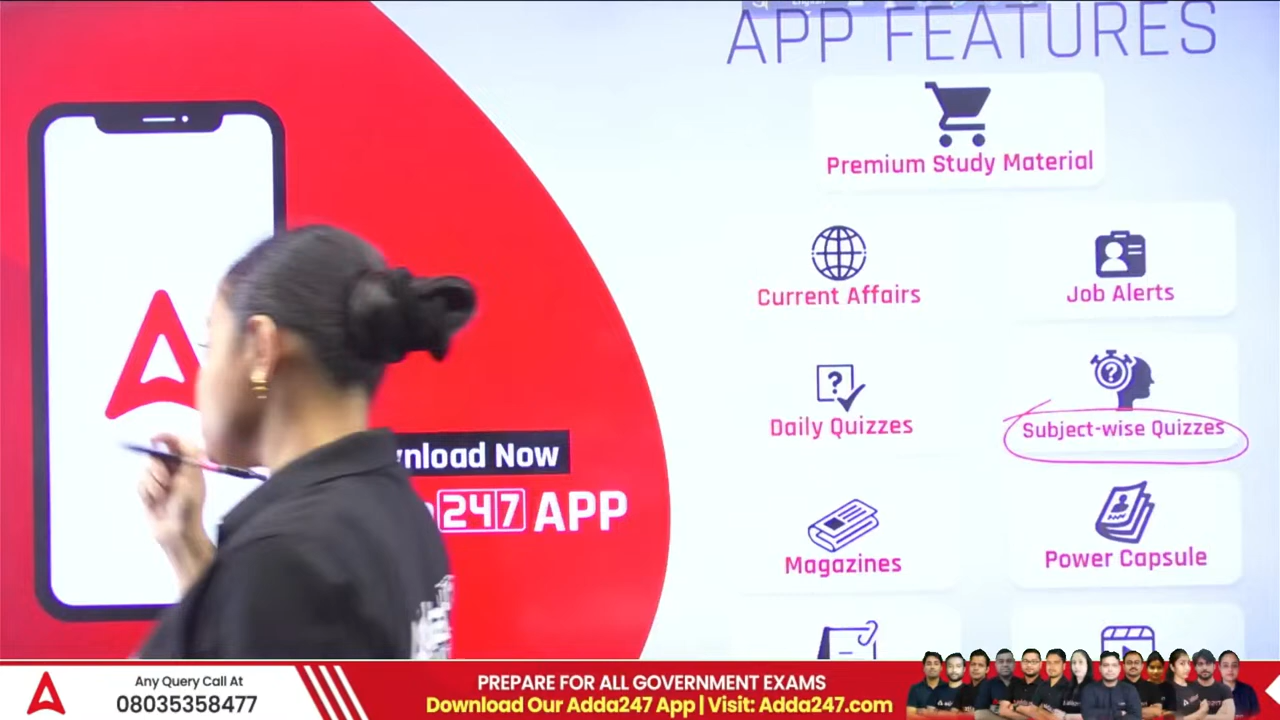 APP FEATURES
Premium Study Material
Current Affairs
Job Alerts
Daily Quizzes
Subject-wise Quizzes
Download Now
247 APP
Magazines
Power Capsule
Any Query Call At
08035358477
PREPARE FOR ALL GOVERNMENT EXAMS
Download Our Adda247 App | Visit: Adda247.com